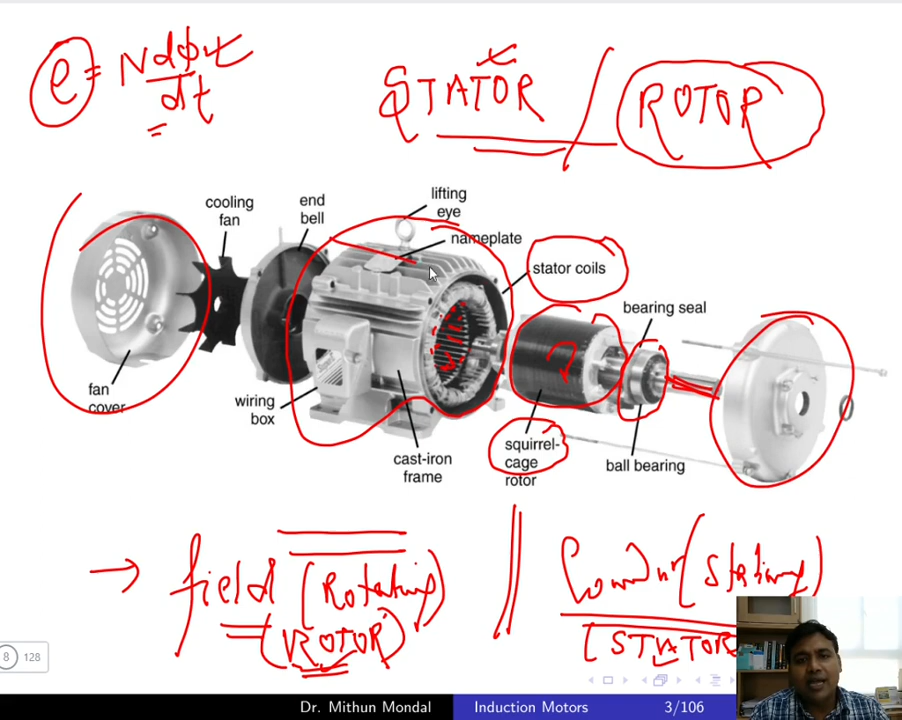 e = N dφ
dt
STATOR / ROTOR
lifting
eye
cooling
fan
end
bell
nameplate
stator coils
bearing seal
fan
cover
wiring
box
squirrel-
cage
rotor
cast-iron
frame
ball bearing
→ field (Rotating)
(ROTOR)
(STATOR
8 128
Dr. Mithun Mondal Induction Motors 3/106